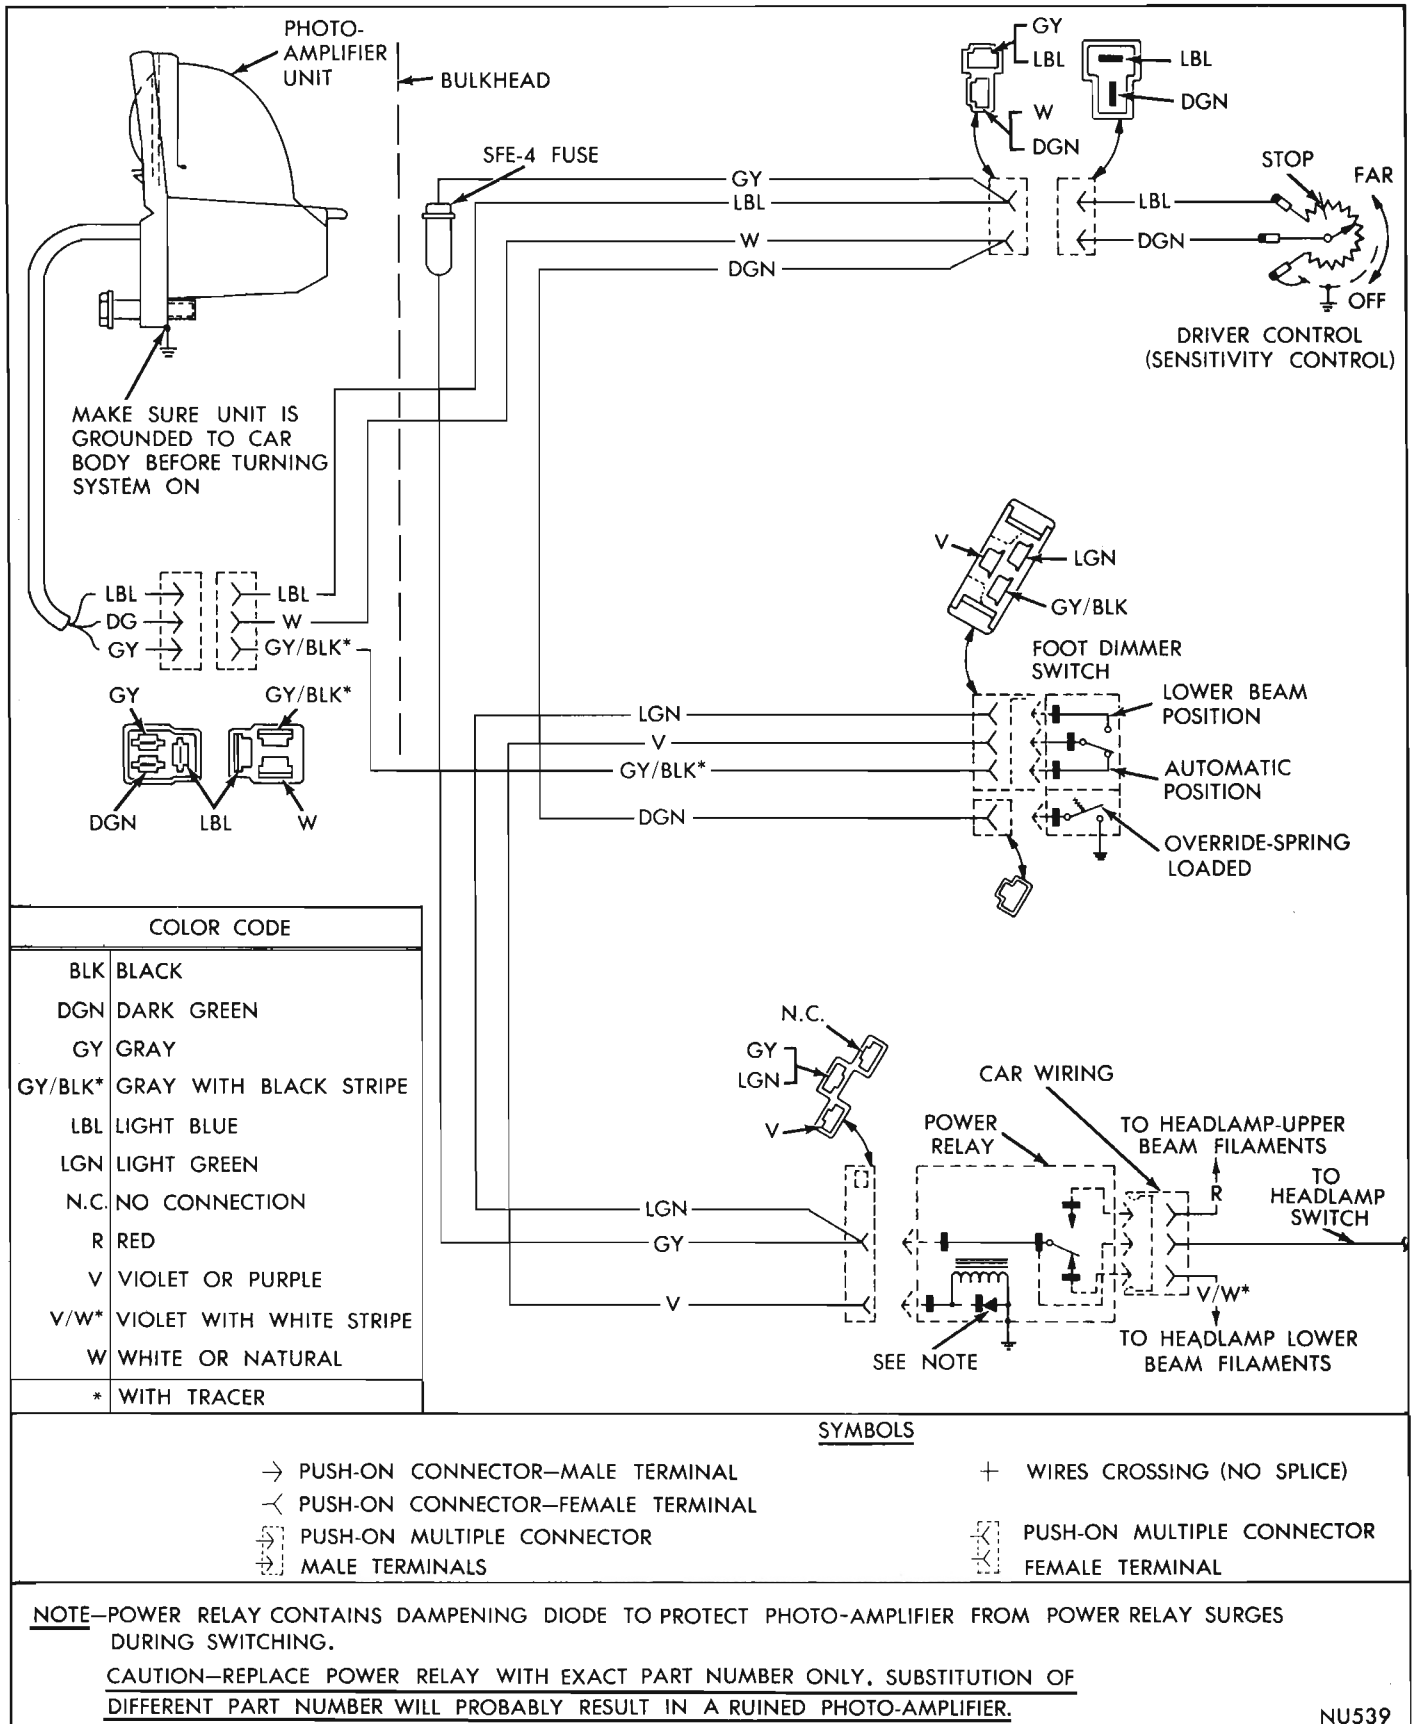 PHOTO-
AMPLIFIER
UNIT
BULKHEAD
SFE-4 FUSE
GY
LBL
W
DGN
LBL
DGN
GY
LBL
W
DGN
LBL
DGN
STOP
FAR
OFF
DRIVER CONTROL
(SENSITIVITY CONTROL)
MAKE SURE UNIT IS
GROUNDED TO CAR
BODY BEFORE TURNING
SYSTEM ON
LBL
DG
GY
LBL
W
GY/BLK*
GY
GY/BLK*
DGN
LBL
W
V
LGN
GY/BLK
FOOT DIMMER
SWITCH
LGN
V
GY/BLK*
DGN
LOWER BEAM
POSITION
AUTOMATIC
POSITION
OVERRIDE-SPRING
LOADED
COLOR CODE
BLK BLACK
DGN DARK GREEN
GY GRAY
GY/BLK* GRAY WITH BLACK STRIPE
LBL LIGHT BLUE
LGN LIGHT GREEN
N.C. NO CONNECTION
R RED
V VIOLET OR PURPLE
V/W* VIOLET WITH WHITE STRIPE
W WHITE OR NATURAL
* WITH TRACER
N.C.
GY
LGN
V
LGN
GY
V
POWER
RELAY
CAR WIRING
TO HEADLAMP-UPPER
BEAM FILAMENTS
R
TO
HEADLAMP
SWITCH
V/W*
TO HEADLAMP LOWER
BEAM FILAMENTS
SEE NOTE
SYMBOLS
PUSH-ON CONNECTOR—MALE TERMINAL
PUSH-ON CONNECTOR—FEMALE TERMINAL
PUSH-ON MULTIPLE CONNECTOR
MALE TERMINALS
WIRES CROSSING (NO SPLICE)
PUSH-ON MULTIPLE CONNECTOR
FEMALE TERMINAL
NOTE—POWER RELAY CONTAINS DAMPENING DIODE TO PROTECT PHOTO-AMPLIFIER FROM POWER RELAY SURGES
DURING SWITCHING.
CAUTION—REPLACE POWER RELAY WITH EXACT PART NUMBER ONLY. SUBSTITUTION OF
DIFFERENT PART NUMBER WILL PROBABLY RESULT IN A RUINED PHOTO-AMPLIFIER.
NU539